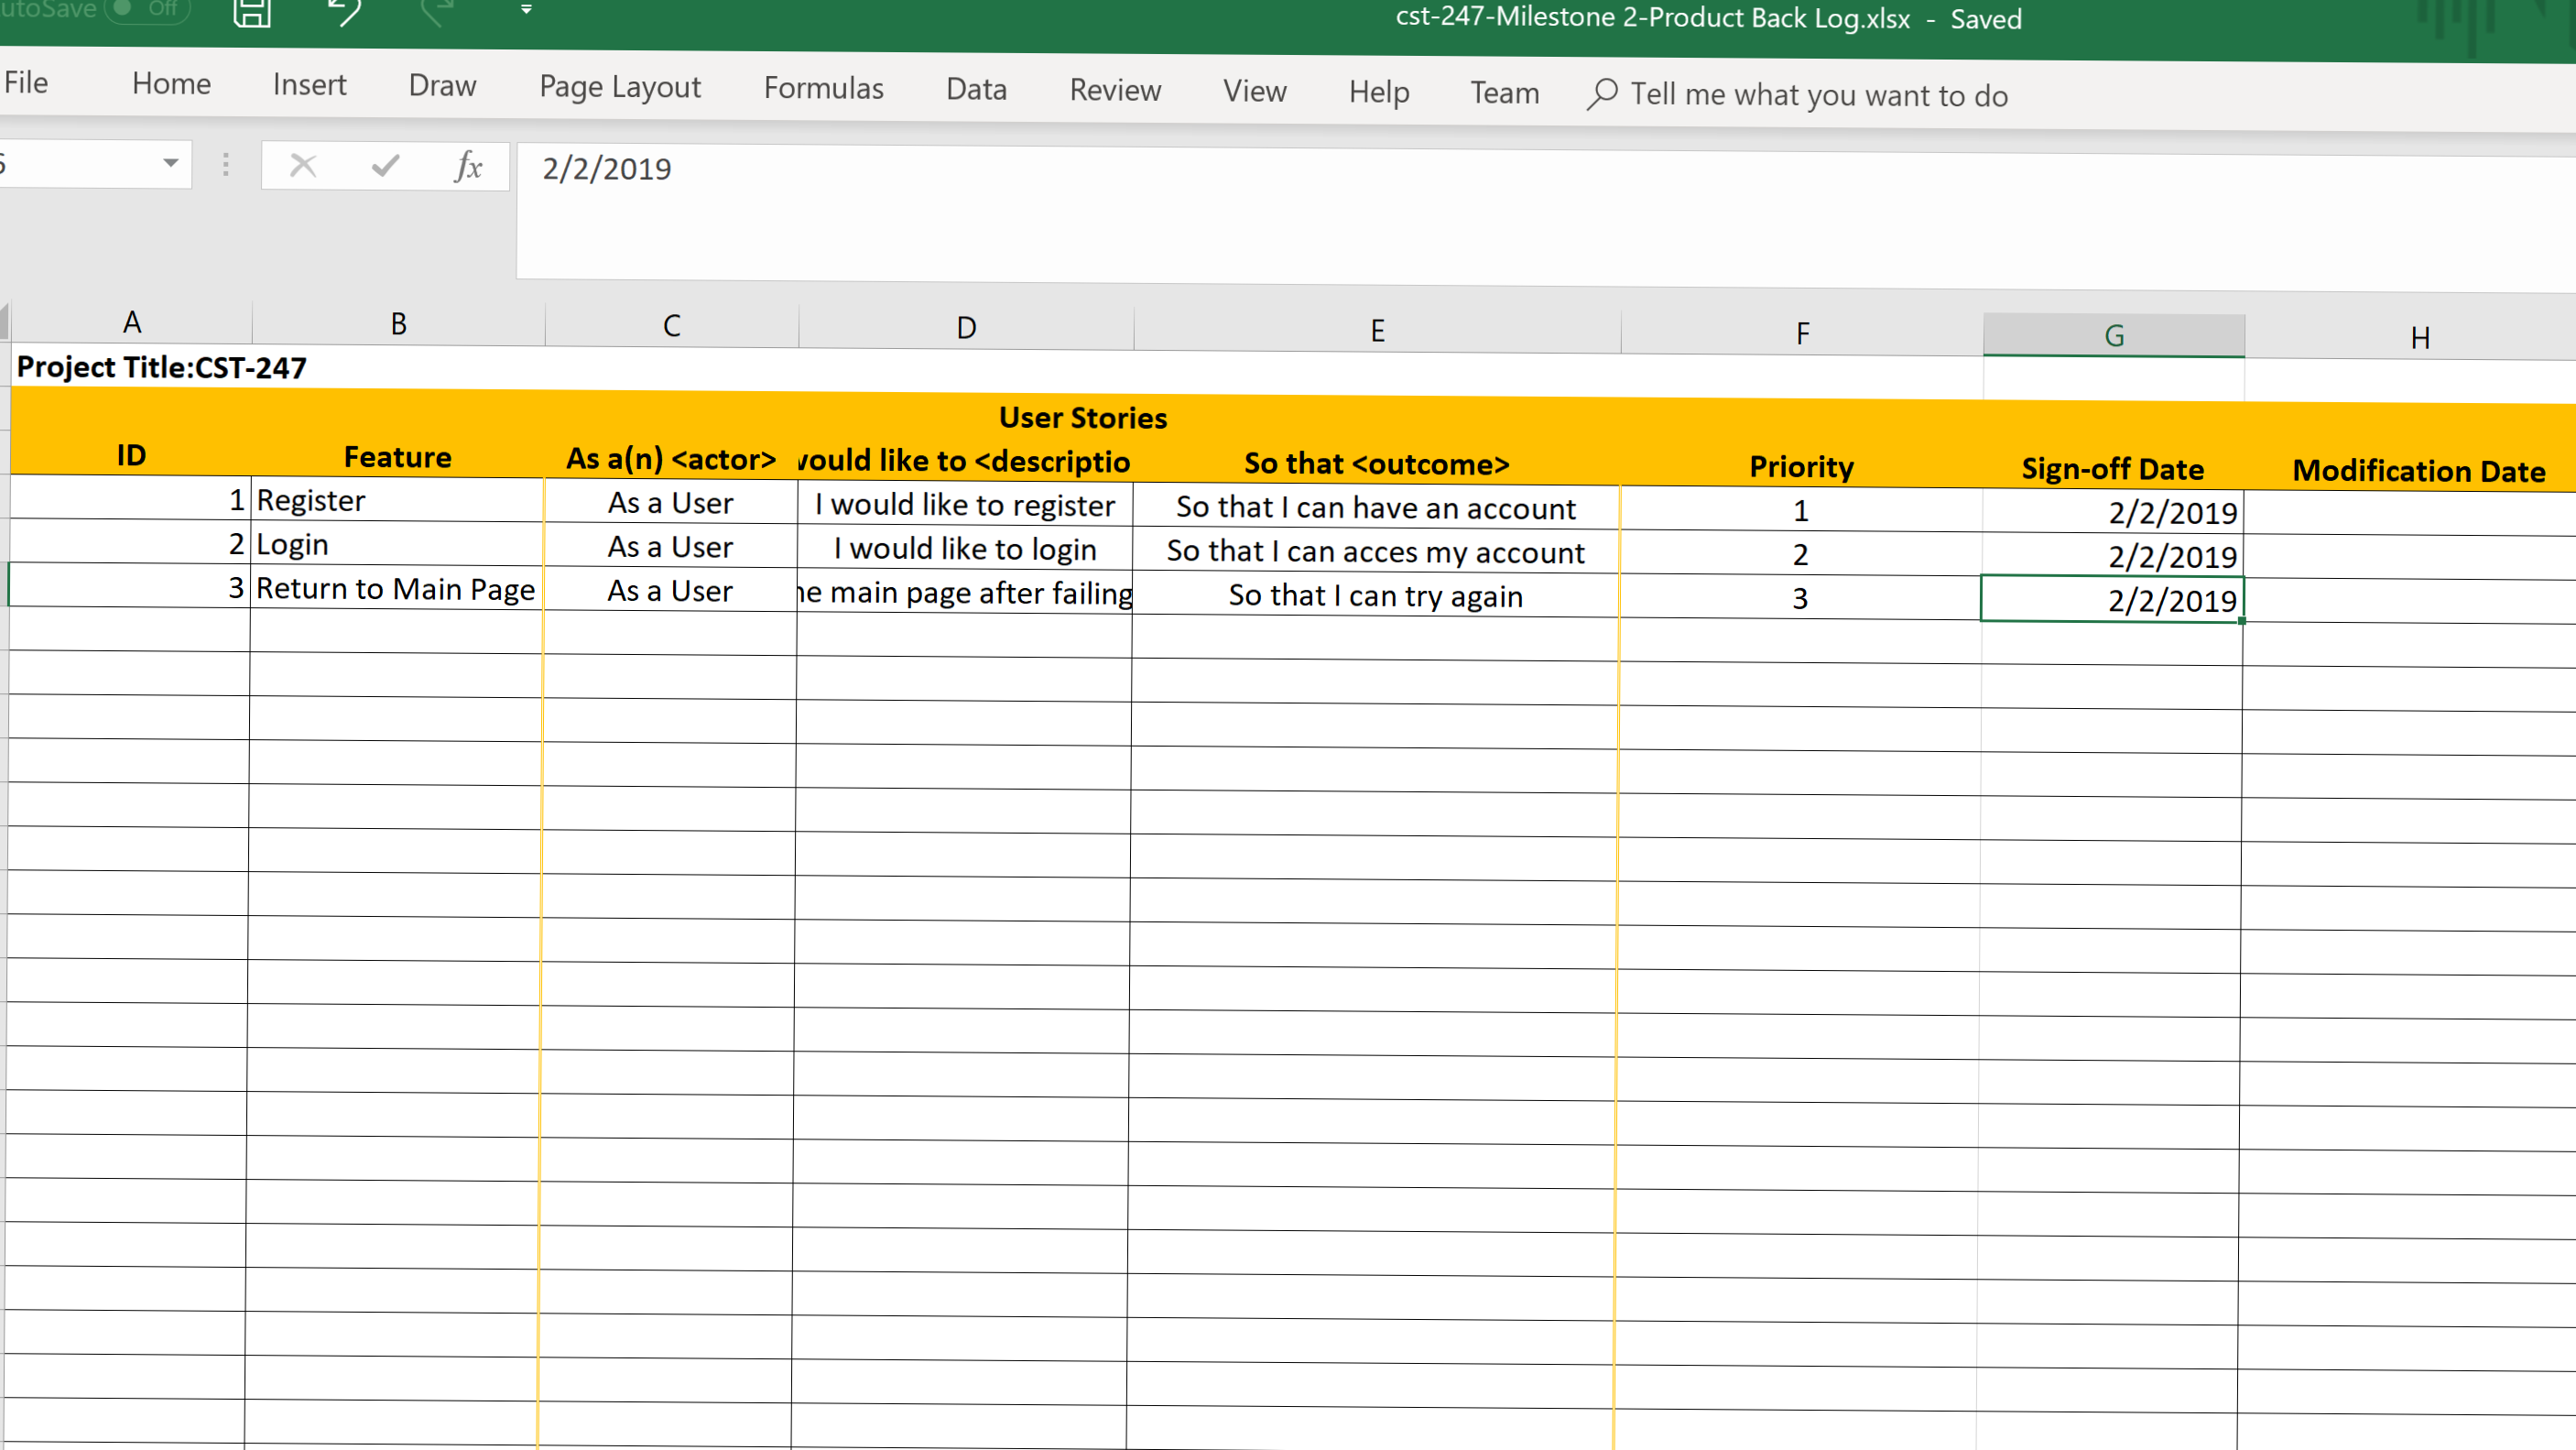 Off
cst-247-Milestone 2-Product Back Log.xlsx - Saved
File Home Insert Draw Page Layout Formulas Data Review View Help Team Tell me what you want to do
fx 2/2/2019
A B C D E F G H
Project Title:CST-247
User Stories
ID Feature As a(n) <actor> would like to <descriptio So that <outcome> Priority Sign-off Date Modification Date
1 Register As a User I would like to register So that I can have an account 1 2/2/2019
2 Login As a User I would like to login So that I can acces my account 2 2/2/2019
3 Return to Main Page As a User main page after failing So that I can try again 3 2/2/2019